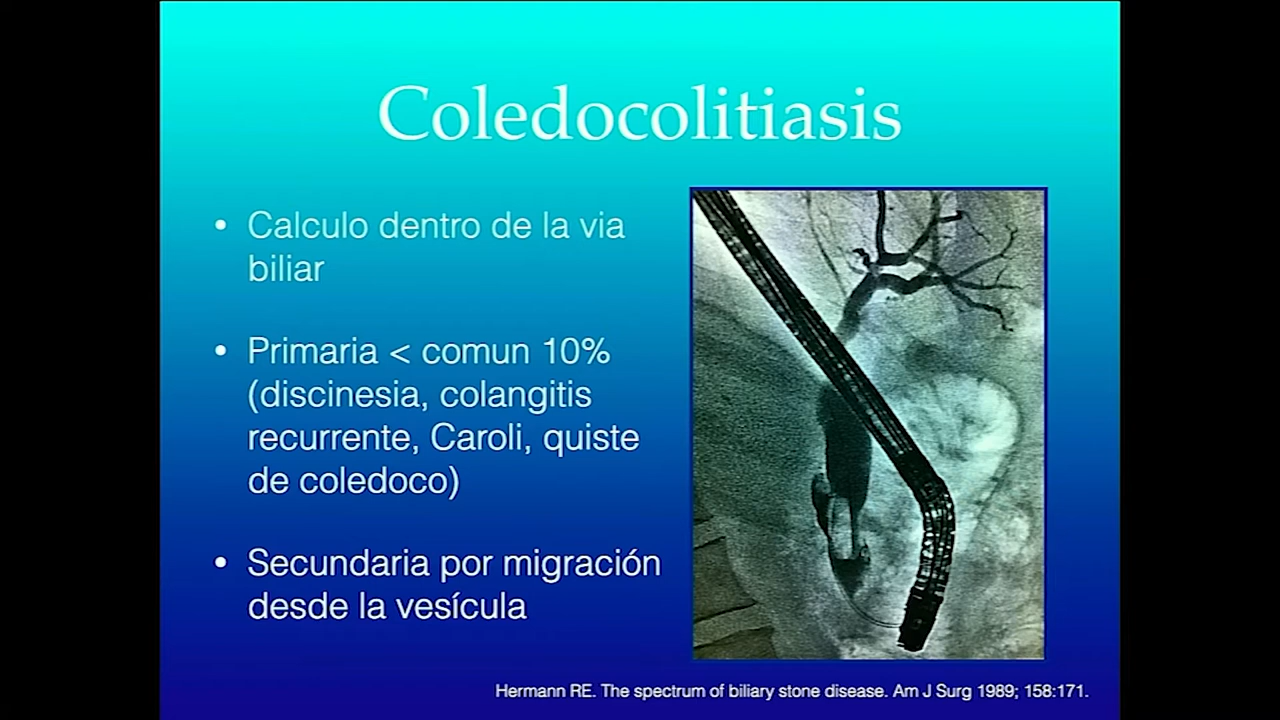 Coledocolitiasis
• Calculo dentro de la via
biliar
• Primaria < comun 10%
(discinesia, colangitis
recurrente, Caroli, quiste
de coledoco)
• Secundaria por migración
desde la vesícula
Hermann RE. The spectrum of biliary stone disease. Am J Surg 1989; 158:171.